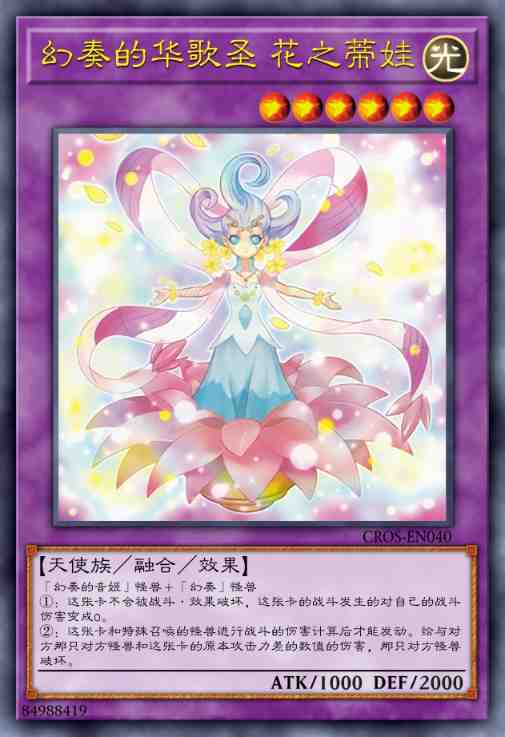 幻奏的华歌圣 花之蒂娃
光
CROS-EN040
【天使族／融合／效果】
「幻奏的音姬」怪兽＋「幻奏」怪兽
①：这张卡不会被战斗·效果破坏，这张卡的战斗发生的对自己的战斗
伤害变成0。
②：这张卡和特殊召唤的怪兽进行战斗的伤害计算后才能发动。给与对
方那只对方怪兽和这张卡的原本攻击力差的数值的伤害，那只对方怪兽
破坏。
ATK/1000 DEF/2000
84988419